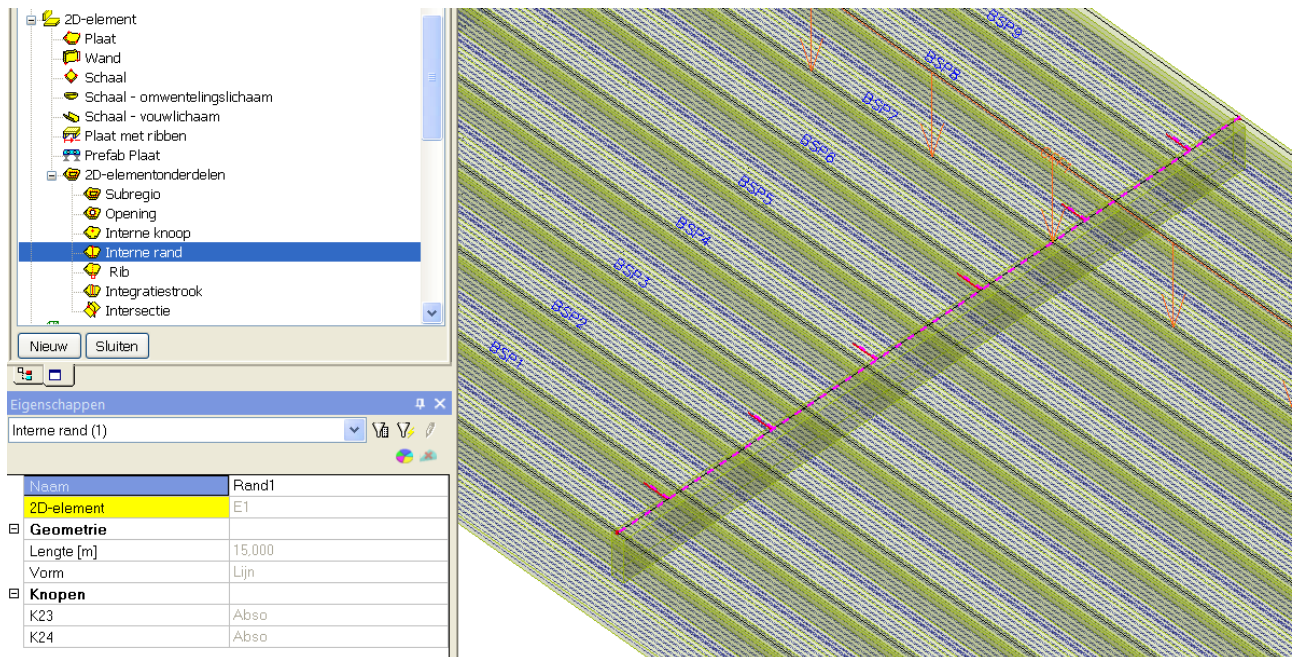 2D-element
Plaat
Wand
Schaal
Schaal - omwentelingslichaam
Schaal - vouwlichaam
Plaat met ribben
Prefab Plaat
2D-elementonderdelen
Subregio
Opening
Interne knoop
Interne rand
Rib
Integratiestrook
Intersectie
Nieuw Sluiten
Eigenschappen
Interne rand (1)
Naam Rand1
2D-element E1
Geometrie
Lengte [m] 15,000
Vorm Lijn
Knopen
K23 Abso
K24 Abso
BSP9
BSP8
BSP7
BSP6
BSP5
BSP4
BSP3
BSP2
BSP1